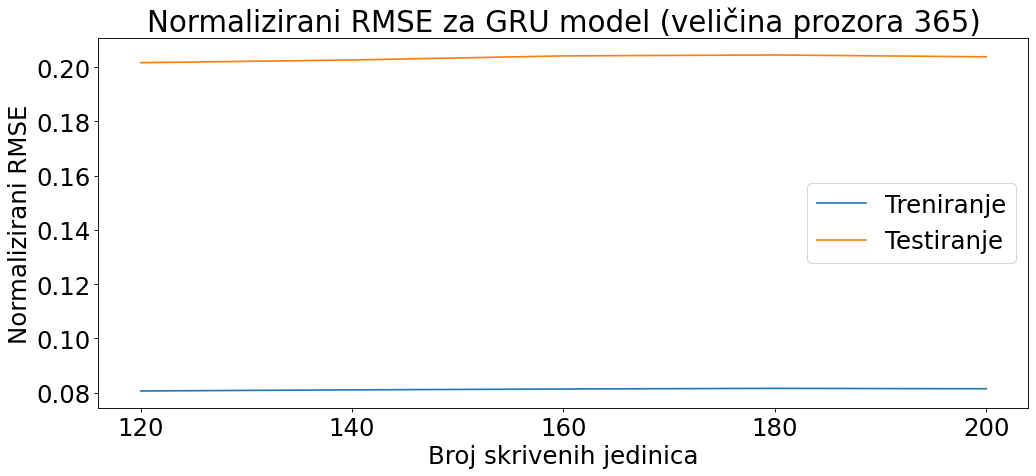 Normalizirani RMSE za GRU model (veličina prozora 365)
Normalizirani RMSE
0.20
0.18
0.16
0.14
0.12
0.10
0.08
Treniranje
Testiranje
120 140 160 180 200
Broj skrivenih jedinica